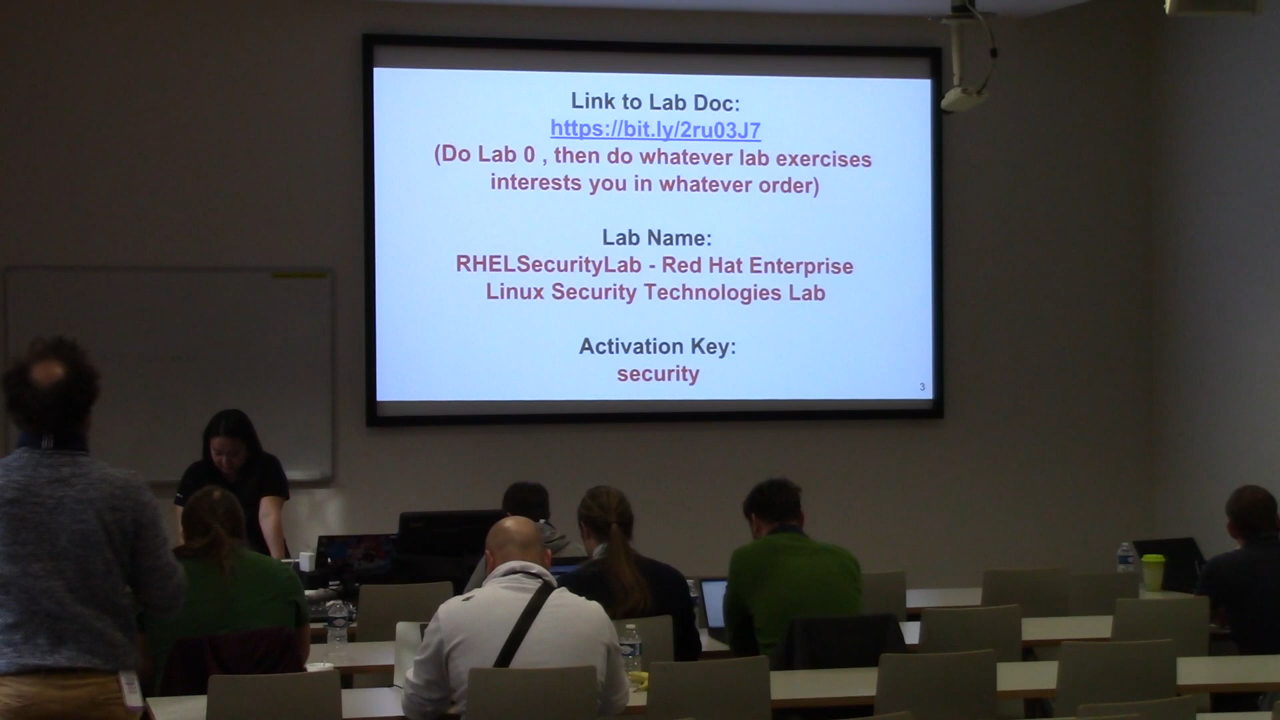 Link to Lab Doc:
https://bit.ly/2ru03J7
(Do Lab 0 , then do whatever lab exercises
interests you in whatever order)
Lab Name:
RHELSecurityLab - Red Hat Enterprise
Linux Security Technologies Lab
Activation Key:
security
3